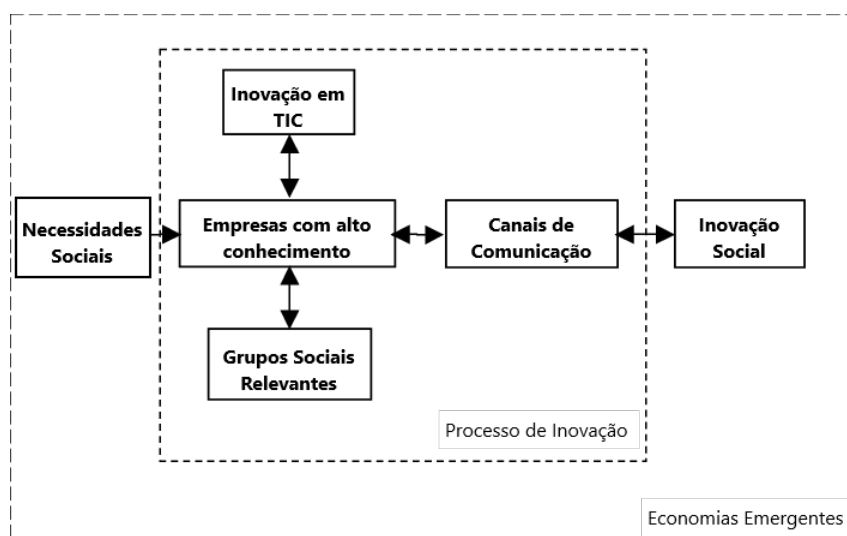 Inovação em
TIC
Necessidades
Sociais
Empresas com alto
conhecimento
Canais de
Comunicação
Inovação
Social
Grupos Sociais
Relevantes
Processo de Inovação
Economias Emergentes